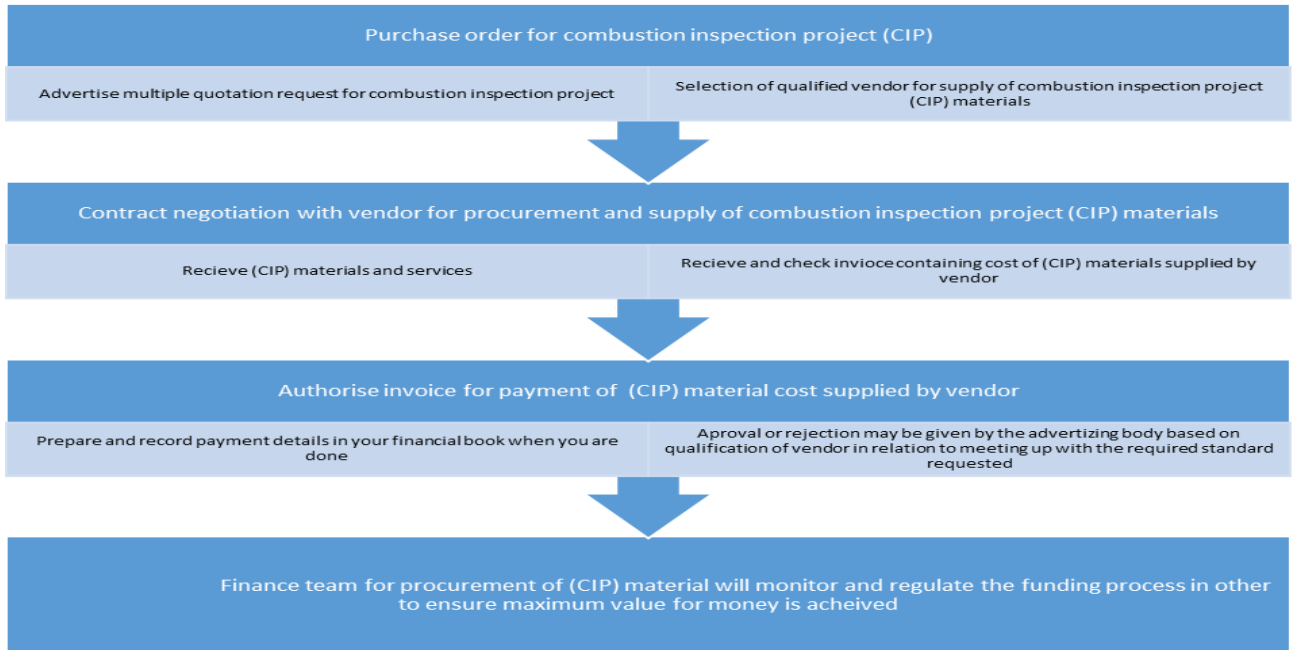 Purchase order for combustion inspection project (CIP)
Advertise multiple quotation request for combustion inspection project
Selection of qualified vendor for supply of combustion inspection project
(CIP) materials
Contract negotiation with vendor for procurement and supply of combustion inspection project (CIP) materials
Recieve (CIP) materials and services
Recieve and check invioce containing cost of (CIP) materials supplied by
vendor
Authorise invoice for payment of (CIP) material cost supplied by vendor
Prepare and record payment details in your financial book when you are
done
Aproval or rejection may be given by the advertizing body based on
qualification of vendor in relation to meeting up with the required standard
requested
Finance team for procurement of (CIP) material will monitor and regulate the funding process in other
to ensure maximum value for money is acheived